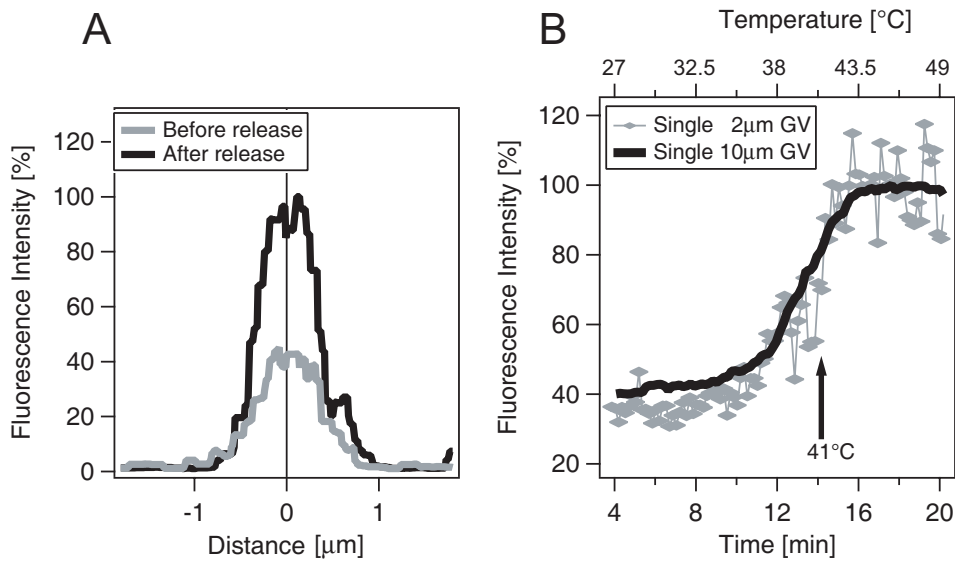 A
Before release
After release
Fluorescence Intensity [%]
120
100
80
60
40
20
0
-1 0 1
Distance [μm]
B
Temperature [°C]
27 32.5 38 43.5 49
Single 2μm GV
Single 10μm GV
Fluorescence Intensity [%]
120
100
80
60
40
20
41°C
4 8 12 16 20
Time [min]